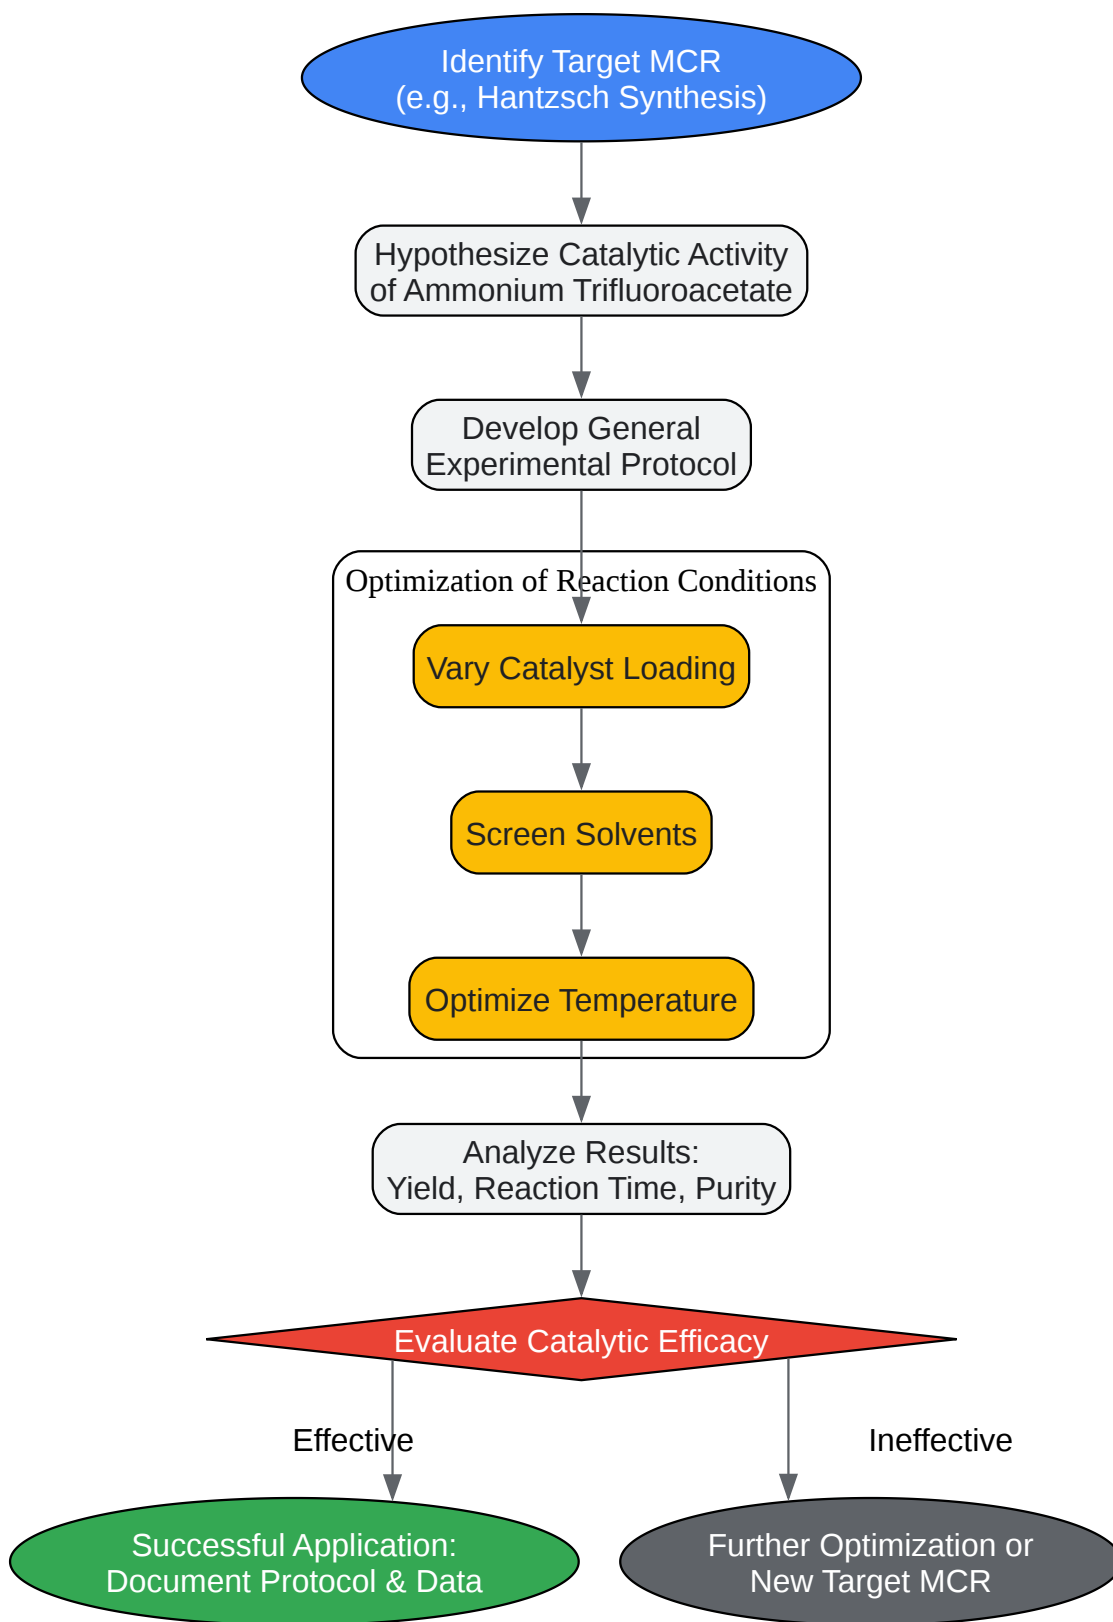 Identify Target MCR
(e.g., Hantzsch Synthesis)
Hypothesize Catalytic Activity
of Ammonium Trifluoroacetate
Develop General
Experimental Protocol
Optimization of Reaction Conditions
Vary Catalyst Loading
Screen Solvents
Optimize Temperature
Analyze Results:
Yield, Reaction Time, Purity
Evaluate Catalytic Efficacy
Effective
Ineffective
Successful Application:
Document Protocol & Data
Further Optimization or
New Target MCR